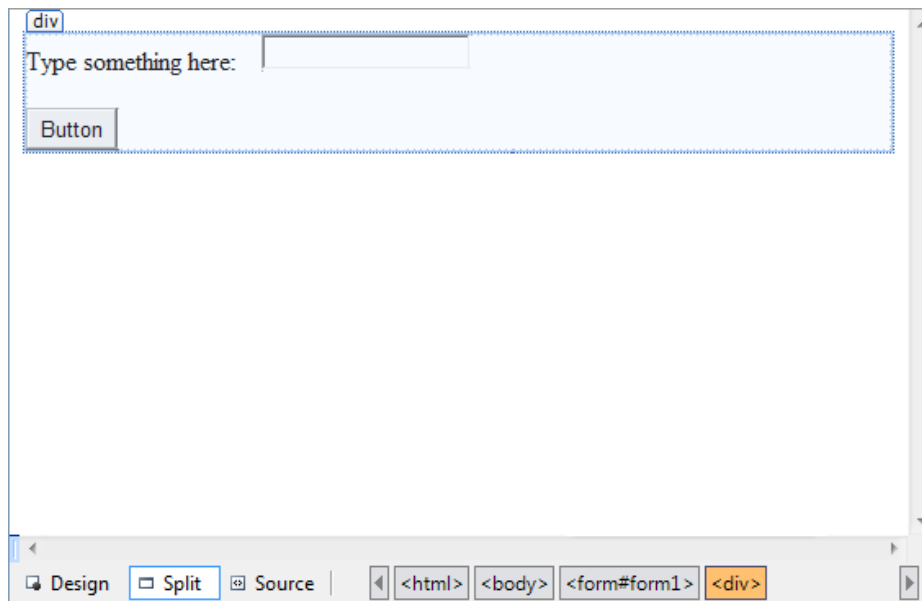 div
Type something here:
Button
Design Split Source <html> <body> <form#form1> <div>